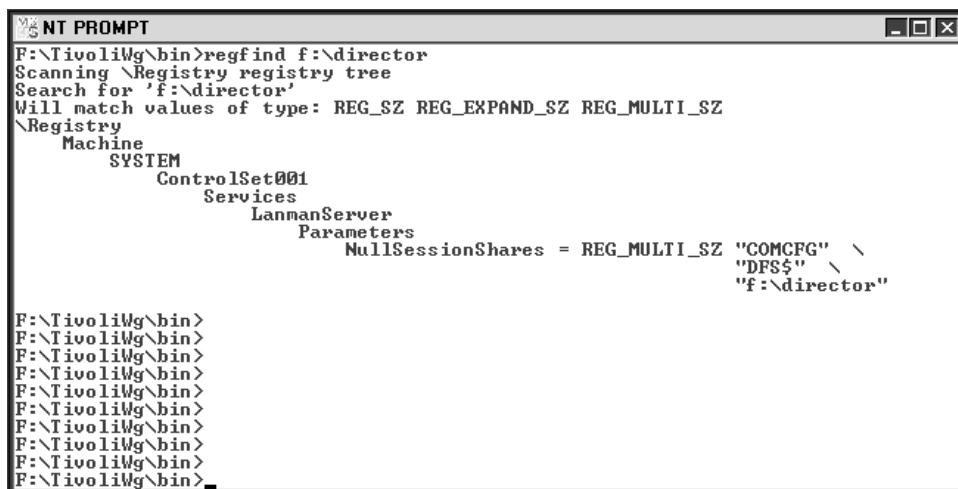 NT PROMPT
F:\TivoliWg\bin>regfind f:\director
Scanning \Registry registry tree
Search for 'f:\director'
Will match values of type: REG_SZ REG_EXPAND_SZ REG_MULTI_SZ
\Registry
    Machine
        SYSTEM
            ControlSet001
                Services
                    LanmanServer
                        Parameters
                            NullSessionShares = REG_MULTI_SZ "COMCFG"  \
                                                             "DFS$"  \
                                                             "f:\director"
F:\TivoliWg\bin>
F:\TivoliWg\bin>
F:\TivoliWg\bin>
F:\TivoliWg\bin>
F:\TivoliWg\bin>
F:\TivoliWg\bin>
F:\TivoliWg\bin>
F:\TivoliWg\bin>
F:\TivoliWg\bin>
F:\TivoliWg\bin>